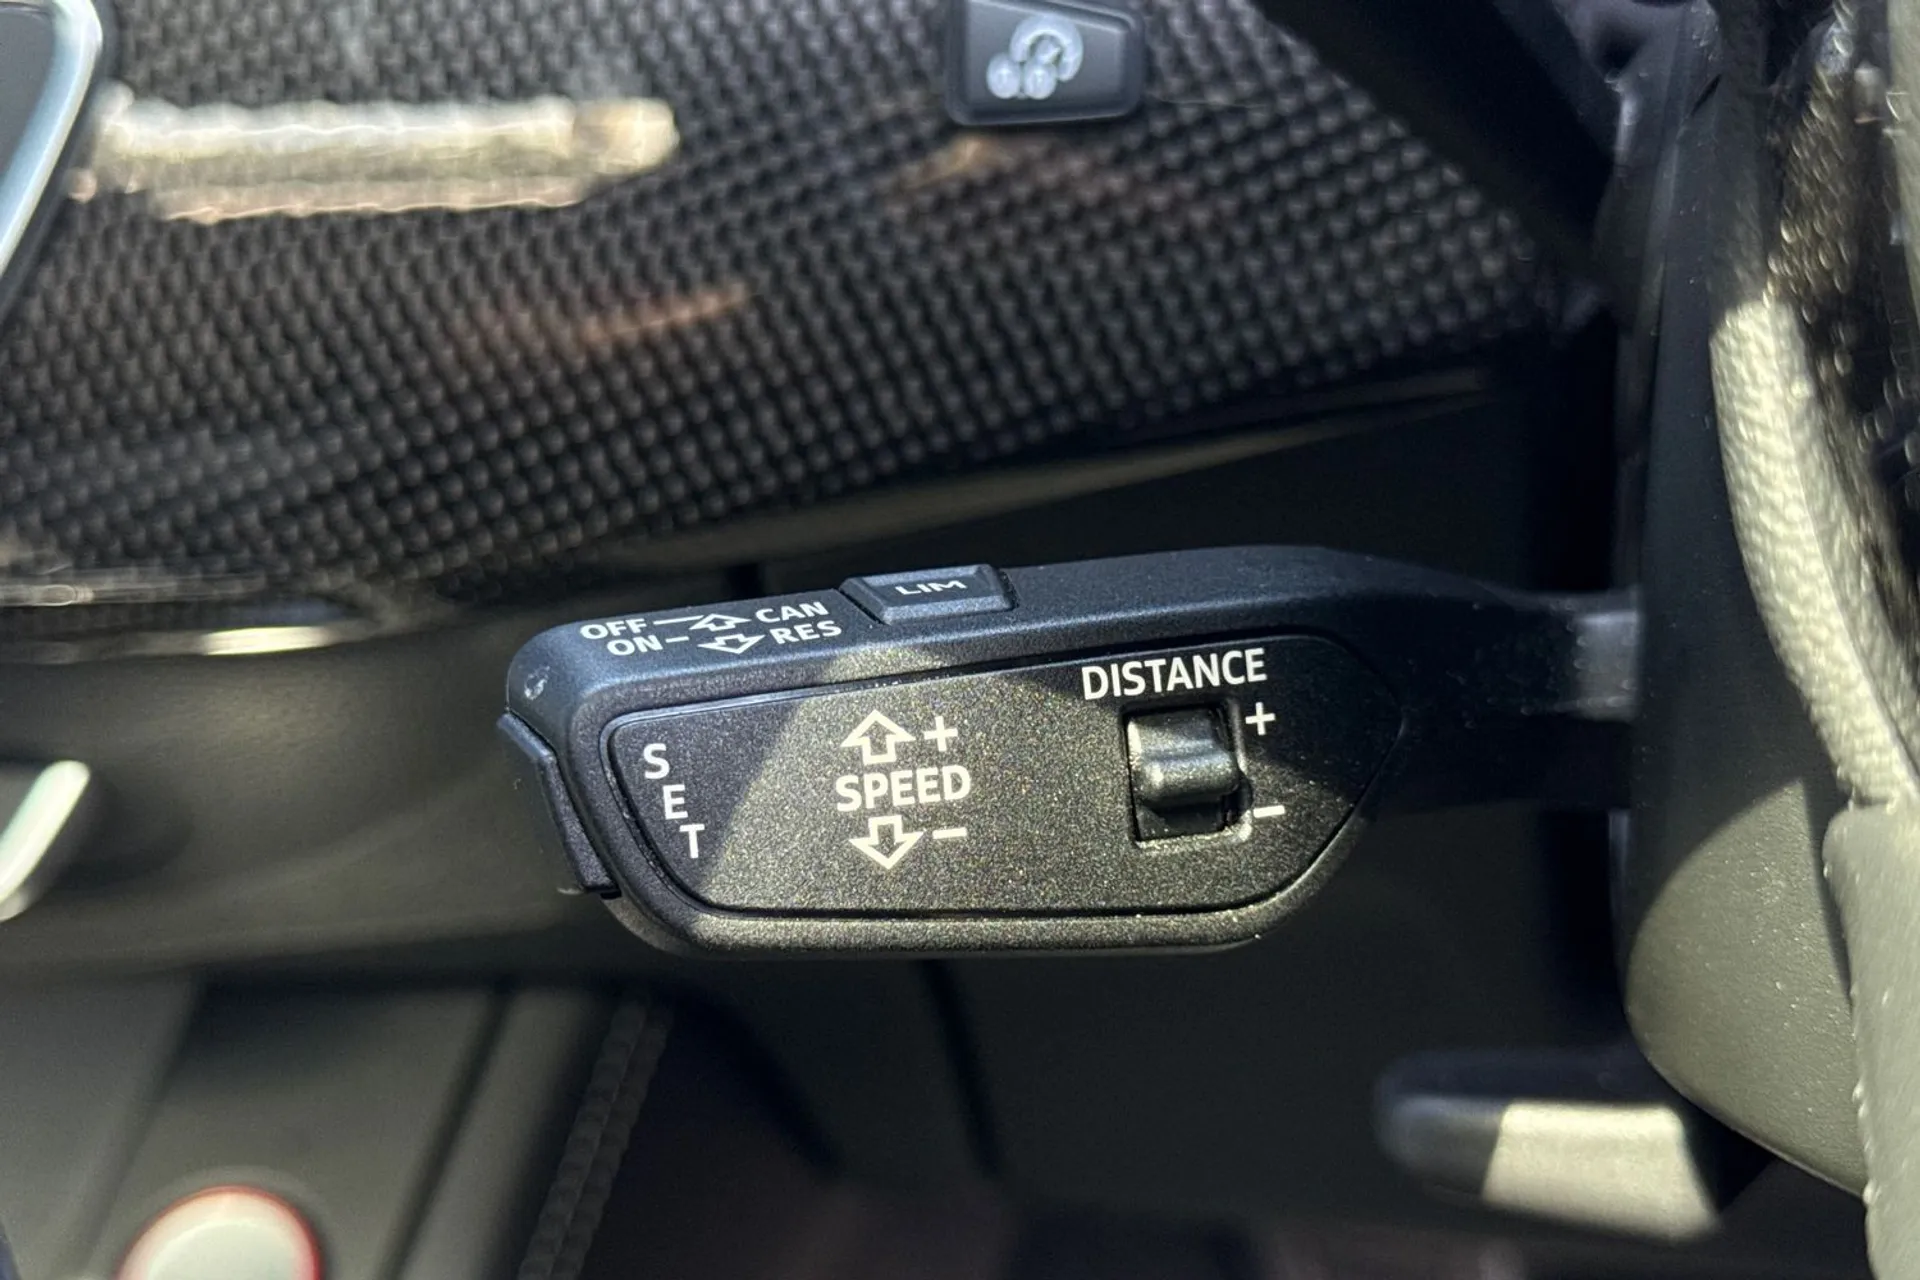 LIM
OFF CAN
ON - RES
DISTANCE
+
-
SET
+
SPEED
-